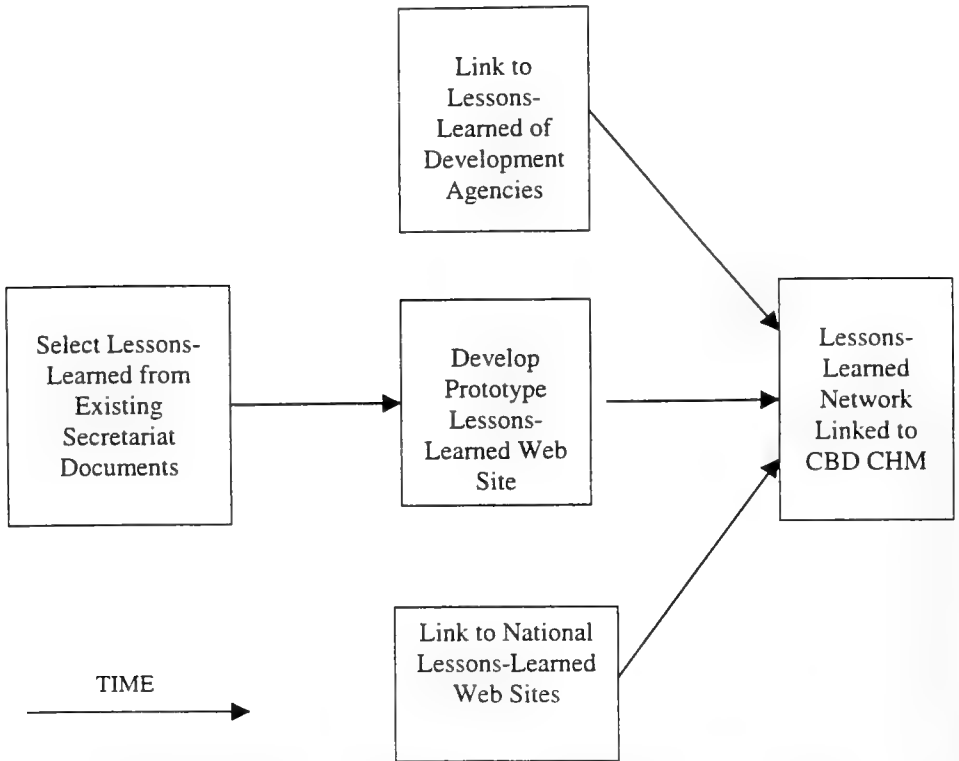 Link to
Lessons-
Learned of
Development
Agencies
Select Lessons-
Learned from
Existing
Secretariat
Documents
Develop
Prototype
Lessons-
Learned Web
Site
Lessons-
Learned
Network
Linked to
CBD CHM
Link to National
Lessons-Learned
Web Sites
TIME